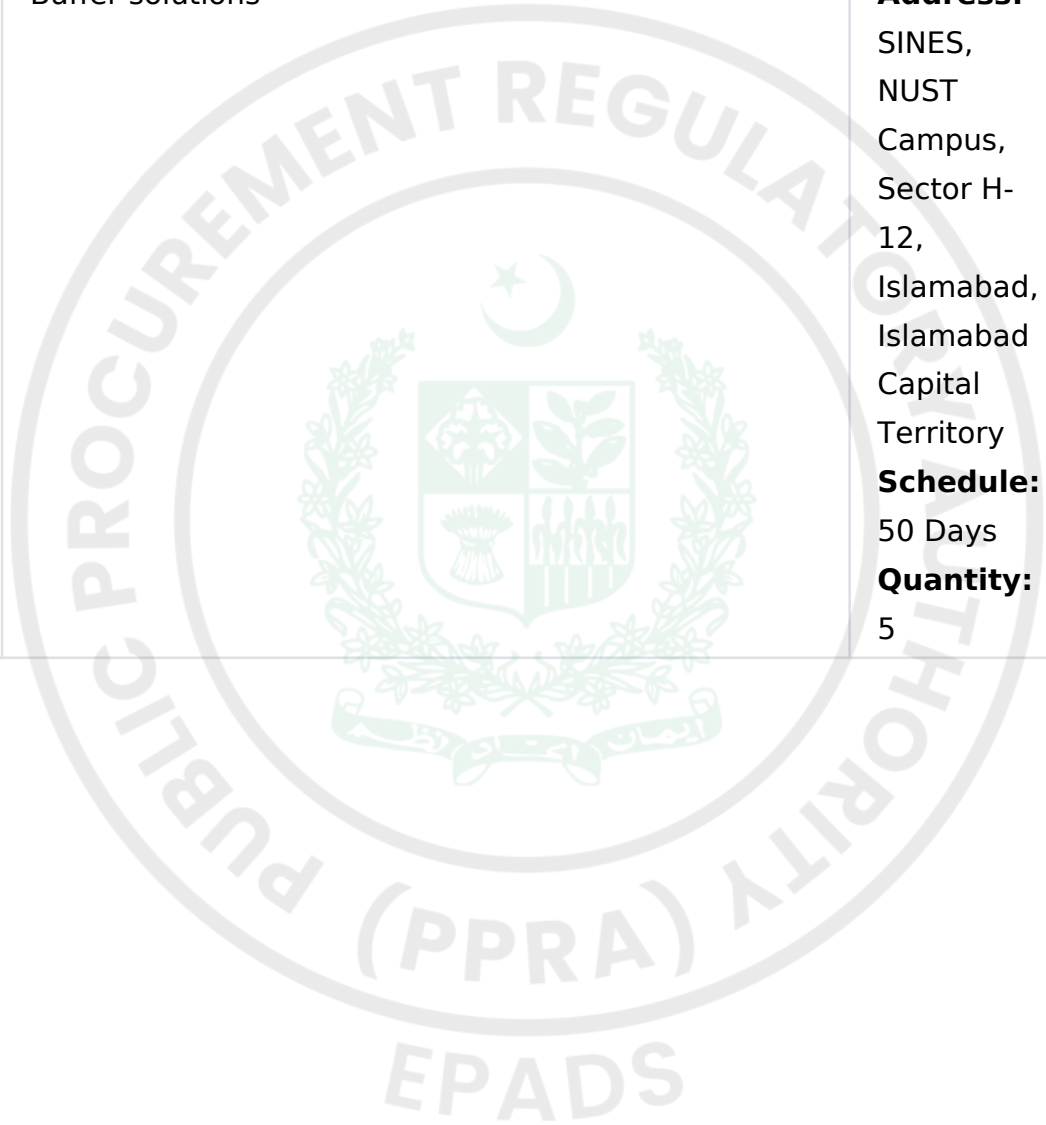 Buffer solutions
Address:
SINES,
NUST
Campus,
Sector H-
12,
Islamabad,
Islamabad
Capital
Territory
Schedule:
50 Days
Quantity:
5
PUBLIC PROCUREMENT REGULATORY AUTHORITY
(PPRA)
EPADS